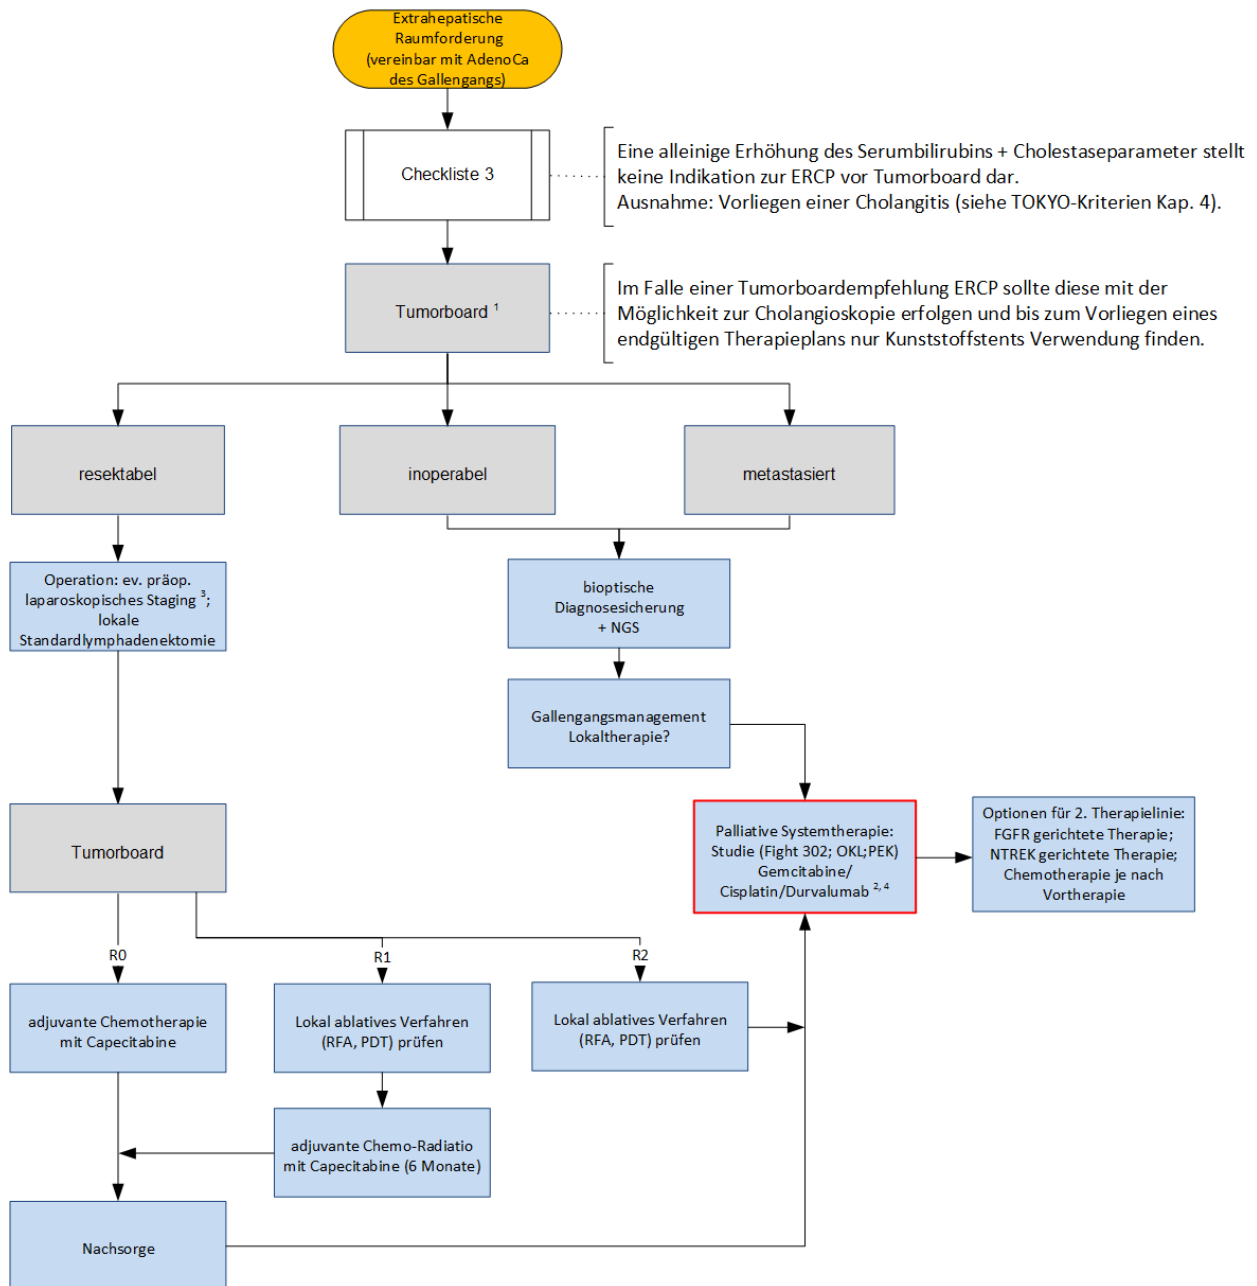 Extrahepatische
Raumforderung
(vereinbar mit AdenoCa
des Gallengangs)
Checkliste 3
Eine alleinige Erhöhung des Serumbilirubins + Cholestaseparameter stellt
keine Indikation zur ERCP vor Tumorboard dar.
Ausnahme: Vorliegen einer Cholangitis (siehe TOKYO-Kriterien Kap. 4).
Tumorboard ¹
Im Falle einer Tumorboardempfehlung ERCP sollte diese mit der
Möglichkeit zur Cholangioskopie erfolgen und bis zum Vorliegen eines
endgültigen Therapieplans nur Kunststoffstents Verwendung finden.
resektabel
inoperabel
metastasiert
Operation: ev. präop.
laparoskopisches Staging ³;
lokale
Standardlymphadenektomie
bioptische
Diagnosesicherung
+ NGS
Gallengangsmanagement
Lokaltherapie?
Tumorboard
Palliative Systemtherapie:
Studie (Fight 302; OKL;PEK)
Gemcitabine/
Cisplatin/Durvalumab ²˒ ⁴
Optionen für 2. Therapielinie:
FGFR gerichtete Therapie;
NTREK gerichtete Therapie;
Chemotherapie je nach
Vortherapie
R0
R1
R2
adjuvante Chemotherapie
mit Capecitabine
Lokal ablatives Verfahren
(RFA, PDT) prüfen
Lokal ablatives Verfahren
(RFA, PDT) prüfen
adjuvante Chemo-Radiatio
mit Capecitabine (6 Monate)
Nachsorge